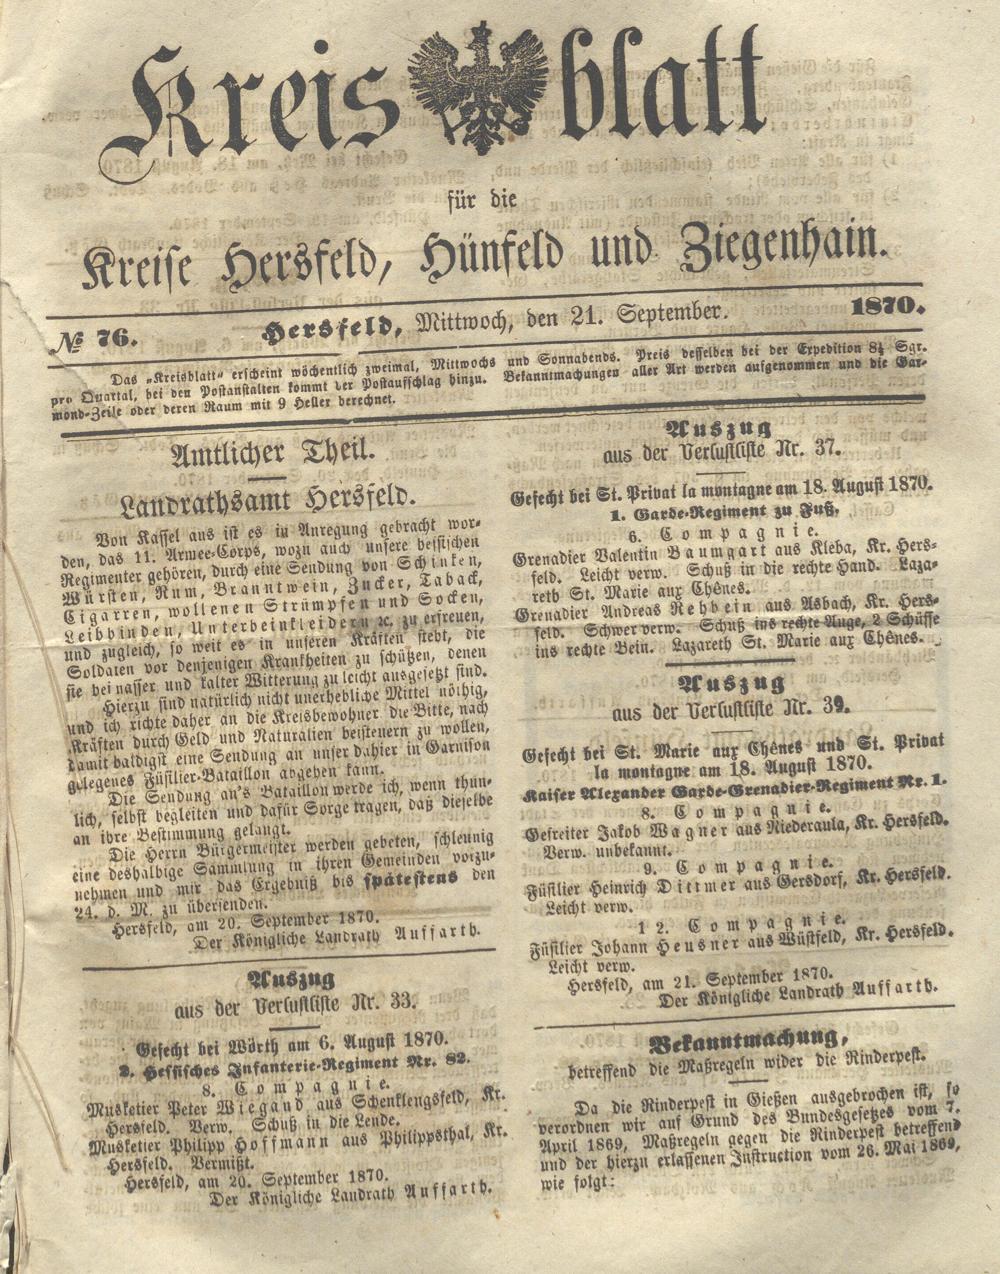 Kreisblatt
für die
Kreise Hersfeld, Hünfeld und Ziegenhain.
№ 76. Hersfeld, Mittwoch, den 21. September. 1870.
Das „Kreisblatt“ erscheint wöchentlich zweimal, Mittwochs und Sonnabends. Preis desselben bei der Expedition 8½ Sgr.
pro Quartal, bei den Postanstalten kommt der Postaufschlag hinzu. Bekanntmachungen aller Art werden aufgenommen und die Gar-
mond-Zeile oder deren Raum mit 9 Heller berechnet.
Amtlicher Theil.
Landrathsamt Hersfeld.
Von Kassel aus ist es in Anregung gebracht wor-
den, das 11. Armee-Corps, wozu auch unsere hessischen
Regimenter gehören, durch eine Sendung von Schinken,
Würsten, Rum, Branntwein, Zucker, Taback,
Cigarren, wollenen Strümpfen und Socken,
Leibbinden, Unterbeinkleidern ꝛc. zu erfreuen,
und zugleich, so weit es in unseren Kräften steht, die
Soldaten vor denjenigen Krankheiten zu schützen, denen
sie bei nasser und kalter Witterung zu leicht ausgesetzt sind.
Hierzu sind natürlich nicht unerhebliche Mittel nöthig,
und ich richte daher an die Kreisbewohner die Bitte, nach
Kräften durch Geld und Naturalien beisteuern zu wollen,
damit baldigst eine Sendung an unser dahier in Garnison
gelegenes Füsilier-Bataillon abgehen kann.
Die Sendung an's Bataillon werde ich, wenn thun-
lich, selbst begleiten und dafür Sorge tragen, daß dieselbe
an ihre Bestimmung gelangt.
Die Herrn Bürgermeister werden gebeten, schleunig
eine deshalbige Sammlung in ihren Gemeinden vorzu-
nehmen und mir das Ergebniß bis spätestens den
24. d. M. zu übersenden.
Hersfeld, am 20. September 1870.
Der Königliche Landrath Auffarth.
Auszug
aus der Verlustliste Nr. 33.
Gefecht bei Wörth am 6. August 1870.
2. Hessisches Infanterie-Regiment Nr. 82.
8. Compagnie.
Musketier Peter Wiegand aus Schenklengsfeld, Kr.
Hersfeld. Verw. Schuß in die Lende.
Musketier Philipp Hoffmann aus Philippsthal, Kr.
Hersfeld. Vermißt.
Hersfeld, am 20. September 1870.
Der Königliche Landrath Auffarth.
Auszug
aus der Verlustliste Nr. 37.
Gefecht bei St. Privat la montagne am 18. August 1870.
1. Garde-Regiment zu Fuß.
6. Compagnie.
Grenadier Valentin Baumgart aus Kleba, Kr. Hers-
feld. Leicht verw. Schuß in die rechte Hand. Laza-
reth St. Marie aux Chênes.
Grenadier Andreas Rehbein aus Asbach, Kr. Hers-
feld. Schwer verw. Schuß ins rechte Auge, 2 Schüsse
ins rechte Bein. Lazareth St. Marie aux Chênes.
Auszug
aus der Verlustliste Nr. 39.
Gefecht bei St. Marie aux Chênes und St. Privat
la montagne am 18. August 1870.
Kaiser Alexander Garde-Grenadier-Regiment Nr. 1.
8. Compagnie.
Gefreiter Jakob Wagner aus Niederaula, Kr. Hersfeld.
Verw. unbekannt.
9. Compagnie.
Füsilier Heinrich Dittmer aus Gersdorf, Kr. Hersfeld.
Leicht verw.
12. Compagnie.
Füsilier Johann Heusner aus Wüstfeld, Kr. Hersfeld.
Leicht verw.
Hersfeld, am 21. September 1870.
Der Königliche Landrath Auffarth.
Bekanntmachung,
betreffend die Maßregeln wider die Rinderpest.
Da die Rinderpest in Gießen ausgebrochen ist, so
verordnen wir auf Grund des Bundesgesetzes vom 7.
April 1869, Maßregeln gegen die Rinderpest betreffend
und der hierzu erlassenen Instruction vom 26. Mai 1869,
wie folgt: